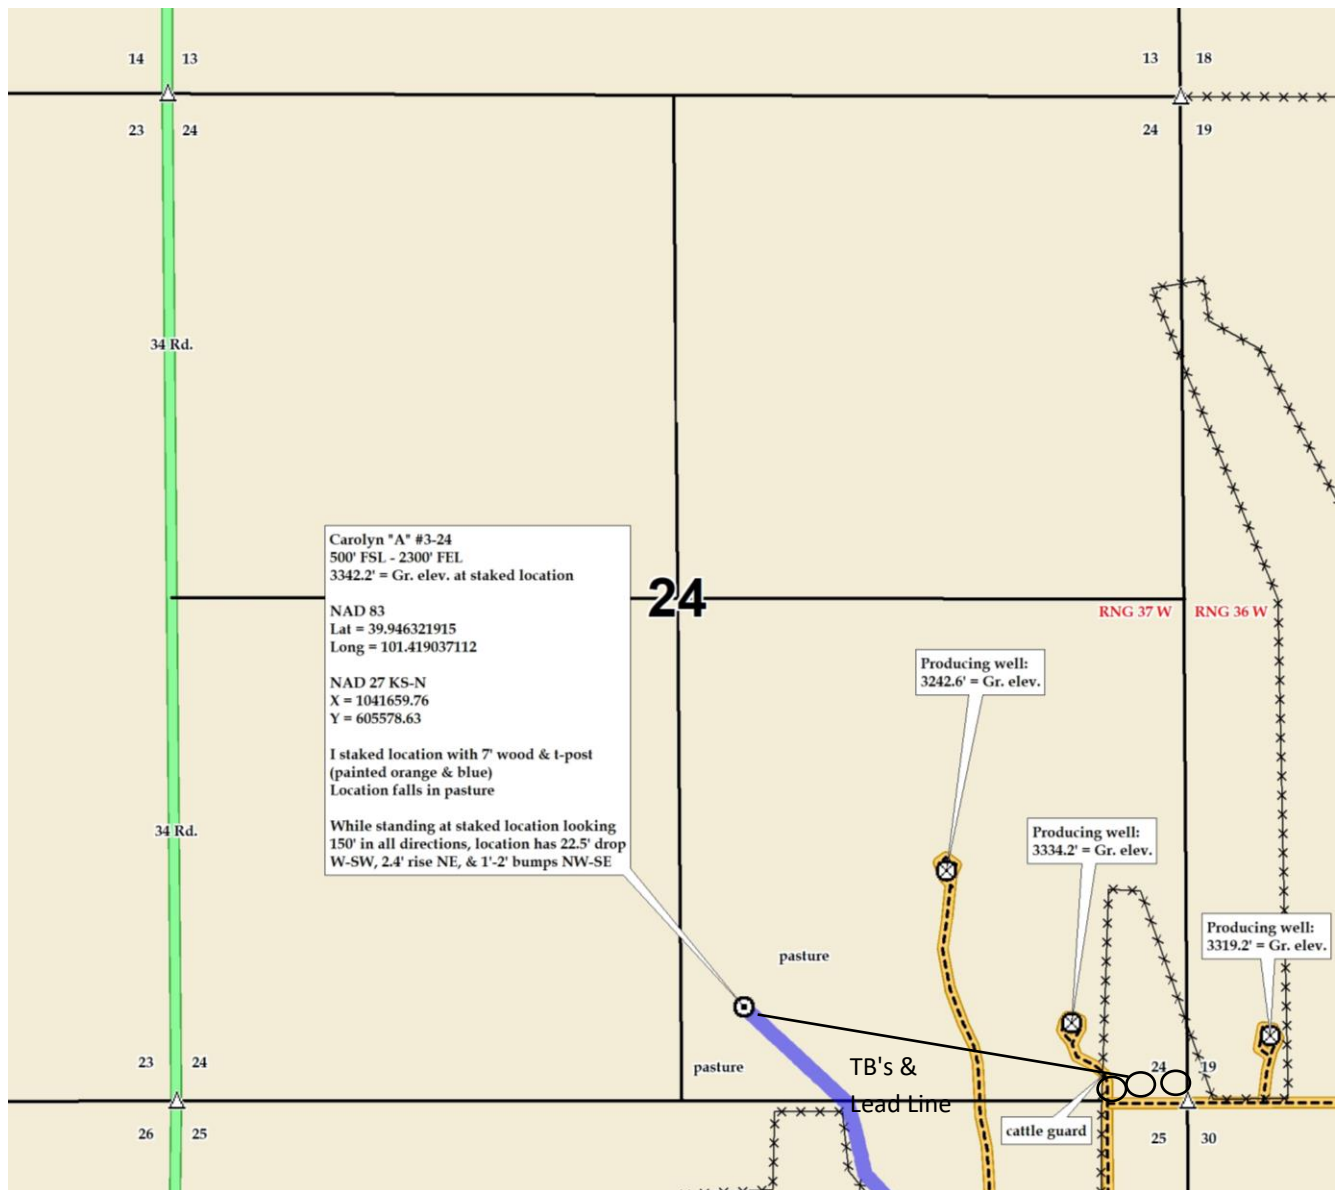 14 13
13 18
23 24
24 19
34 Rd.
Carolyn "A" #3-24
500' FSL - 2300' FEL
3342.2' = Gr. elev. at staked location
NAD 83
Lat = 39.946321915
Long = 101.419037112
NAD 27 KS-N
X = 1041659.76
Y = 605578.63
I staked location with 7' wood & t-post
(painted orange & blue)
Location falls in pasture
While standing at staked location looking
150' in all directions, location has 22.5' drop
W-SW, 2.4' rise NE, & 1'-2' bumps NW-SE
24
RNG 37 W RNG 36 W
Producing well:
3242.6' = Gr. elev.
34 Rd.
Producing well:
3334.2' = Gr. elev.
Producing well:
3319.2' = Gr. elev.
pasture
pasture
TB's &
Lead Line
23 24
24 19
cattle guard
26 25
25 30